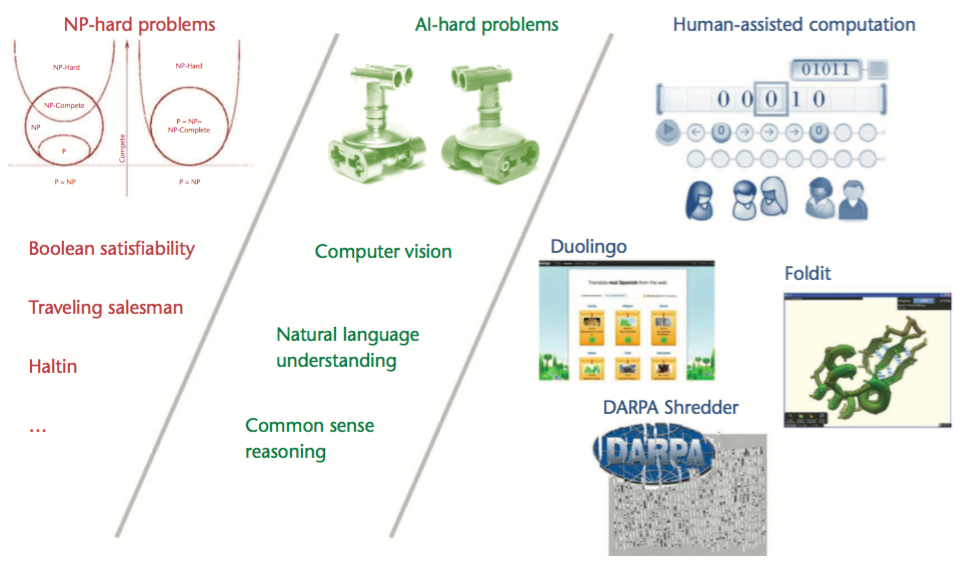 NP-hard problems
NP-Hard
NP-Compete
NP
P
P = NP
Compete
NP-Hard
P = NP=
NP-Complete
P = NP
Boolean satisfiability
Traveling salesman
Haltin
...
AI-hard problems
Computer vision
Natural language
understanding
Common sense
reasoning
Human-assisted computation
01011
0 0 0 1 0
0
0
Duolingo
Translate real Spanish from the web
Foldit
DARPA Shredder
DARPA